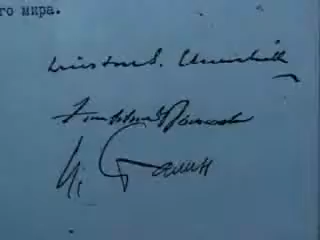 го мира.
Winston S. Churchill
Franklin D Roosevelt
И. Сталин